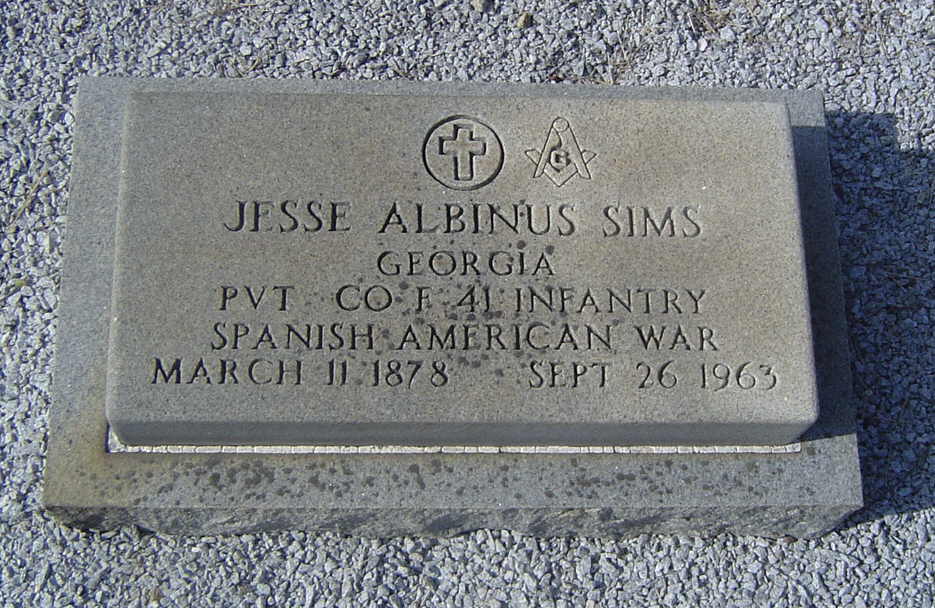 G
JESSE ALBINUS SIMS
GEORGIA
PVT CO F 41 INFANTRY
SPANISH AMERICAN WAR
MARCH 11 1878 SEPT 26 1963